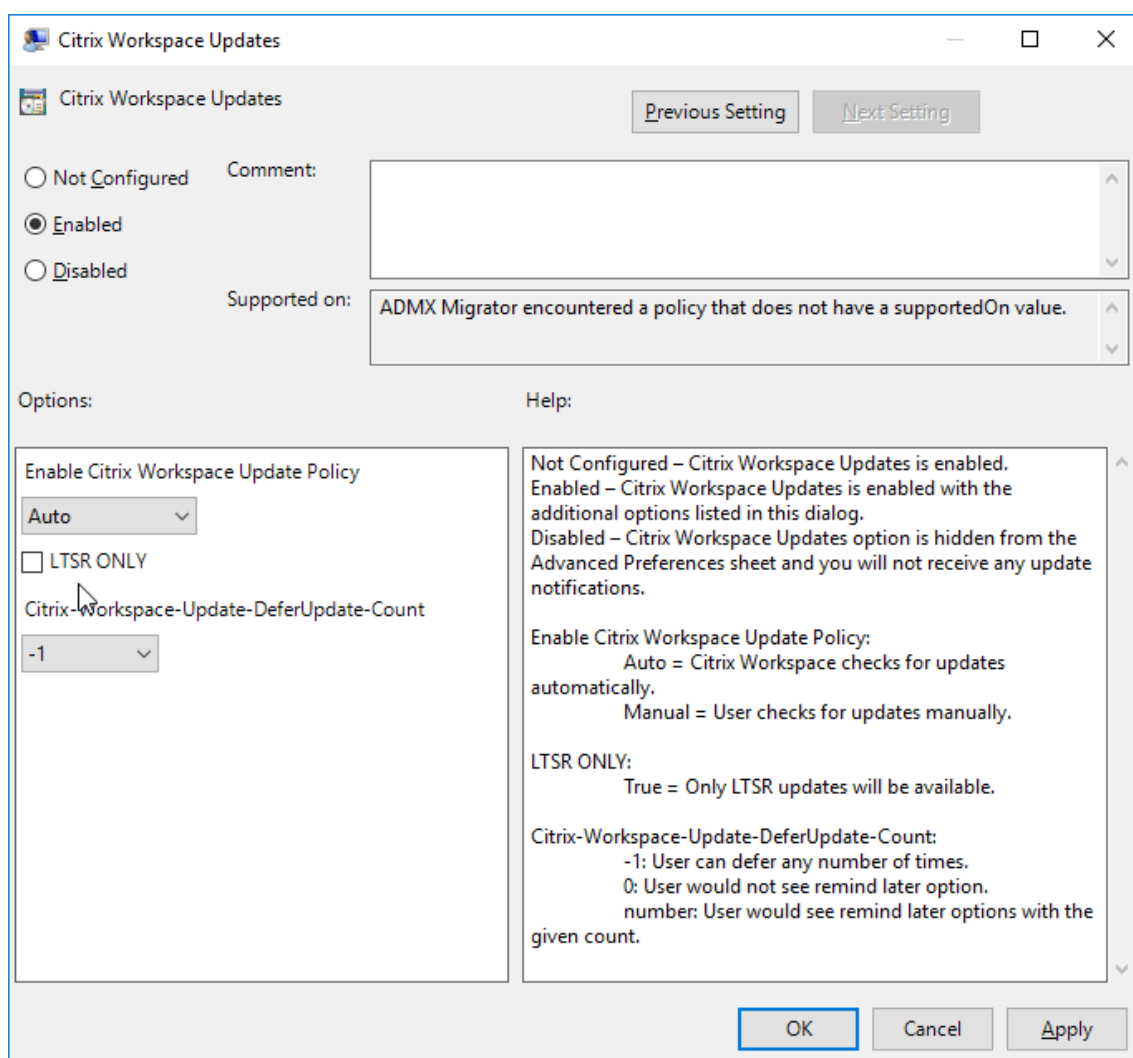 Citrix Workspace Updates
Citrix Workspace Updates
Previous Setting
Next Setting
Not Configured
Comment:
Enabled
Disabled
Supported on:
ADMX Migrator encountered a policy that does not have a supportedOn value.
Options:
Help:
Enable Citrix Workspace Update Policy
Auto
LTSR ONLY
Citrix-Workspace-Update-DeferUpdate-Count
-1
Not Configured – Citrix Workspace Updates is enabled.
Enabled – Citrix Workspace Updates is enabled with the
additional options listed in this dialog.
Disabled – Citrix Workspace Updates option is hidden from the
Advanced Preferences sheet and you will not receive any update
notifications.
Enable Citrix Workspace Update Policy:
Auto = Citrix Workspace checks for updates
automatically.
Manual = User checks for updates manually.
LTSR ONLY:
True = Only LTSR updates will be available.
Citrix-Workspace-Update-DeferUpdate-Count:
-1: User can defer any number of times.
0: User would not see remind later option.
number: User would see remind later options with the
given count.
OK
Cancel
Apply